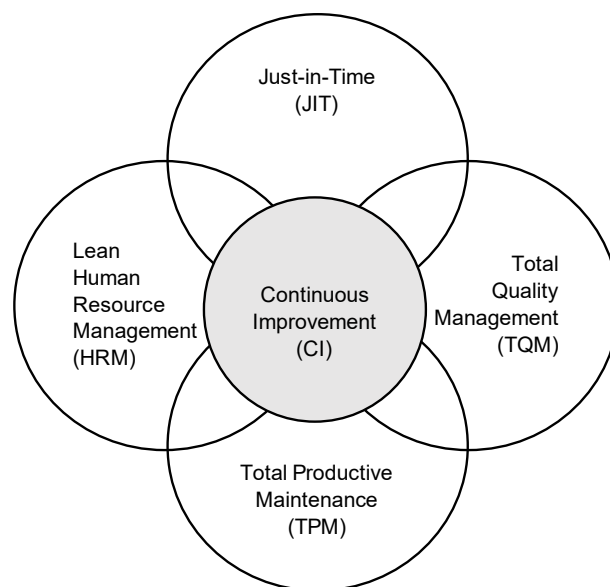 Just-in-Time
(JIT)
Lean
Human
Resource
Management
(HRM)
Continuous
Improvement
(CI)
Total
Quality
Management
(TQM)
Total Productive
Maintenance
(TPM)